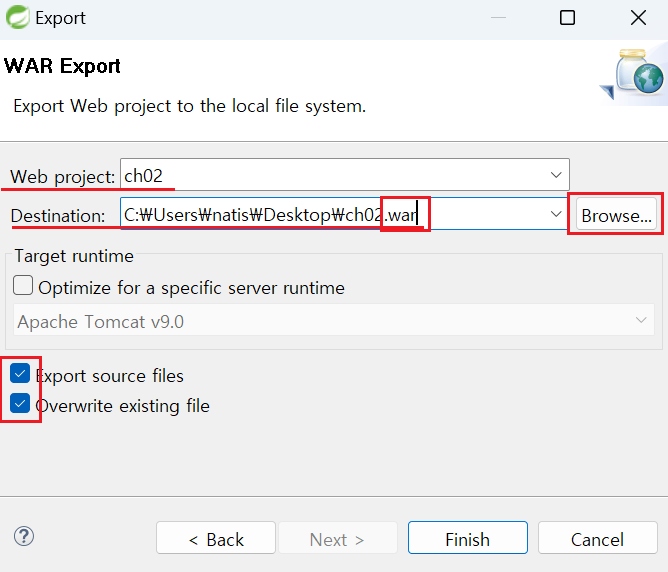 Export
WAR Export
Export Web project to the local file system.
Web project: ch02
Destination: C:₩Users₩natis₩Desktop₩ch02.war Browse...
Target runtime
Optimize for a specific server runtime
Apache Tomcat v9.0
Export source files
Overwrite existing file
? < Back Next > Finish Cancel